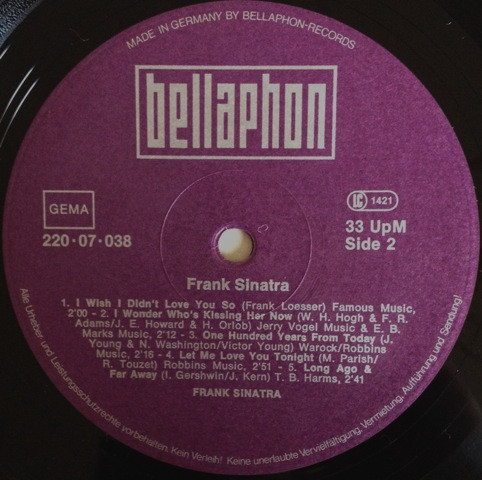 MADE IN GERMANY BY BELLAPHON-RECORDS
bellaphon
GEMA
LC 1421
220·07·038
33 UpM
Side 2
Frank Sinatra
1. I Wish I Didn't Love You So (Frank Loesser) Famous Music,
2'00 - 2. I Wonder Who's Kissing Her Now (W. H. Hogh & F. R.
Adams/J. E. Howard & H. Orlob) Jerry Vogel Music & E. B.
Marks Music, 2'12 - 3. One Hundred Years From Today (J.
Young & N. Washington/Victor Young) Warock/Robbins
Music, 2'16 - 4. Let Me Love You Tonight (M. Parish/
R. Touzet) Robbins Music, 2'51 - 5. Long Ago &
Far Away (I. Gershwin/J. Kern) T. B. Harms, 2'41
FRANK SINATRA
Alle Urheber und Leistungsschutzrechte vorbehalten. Kein Verleih! Keine unerlaubte Vervielfältigung, Vermietung, Aufführung und Sendung!